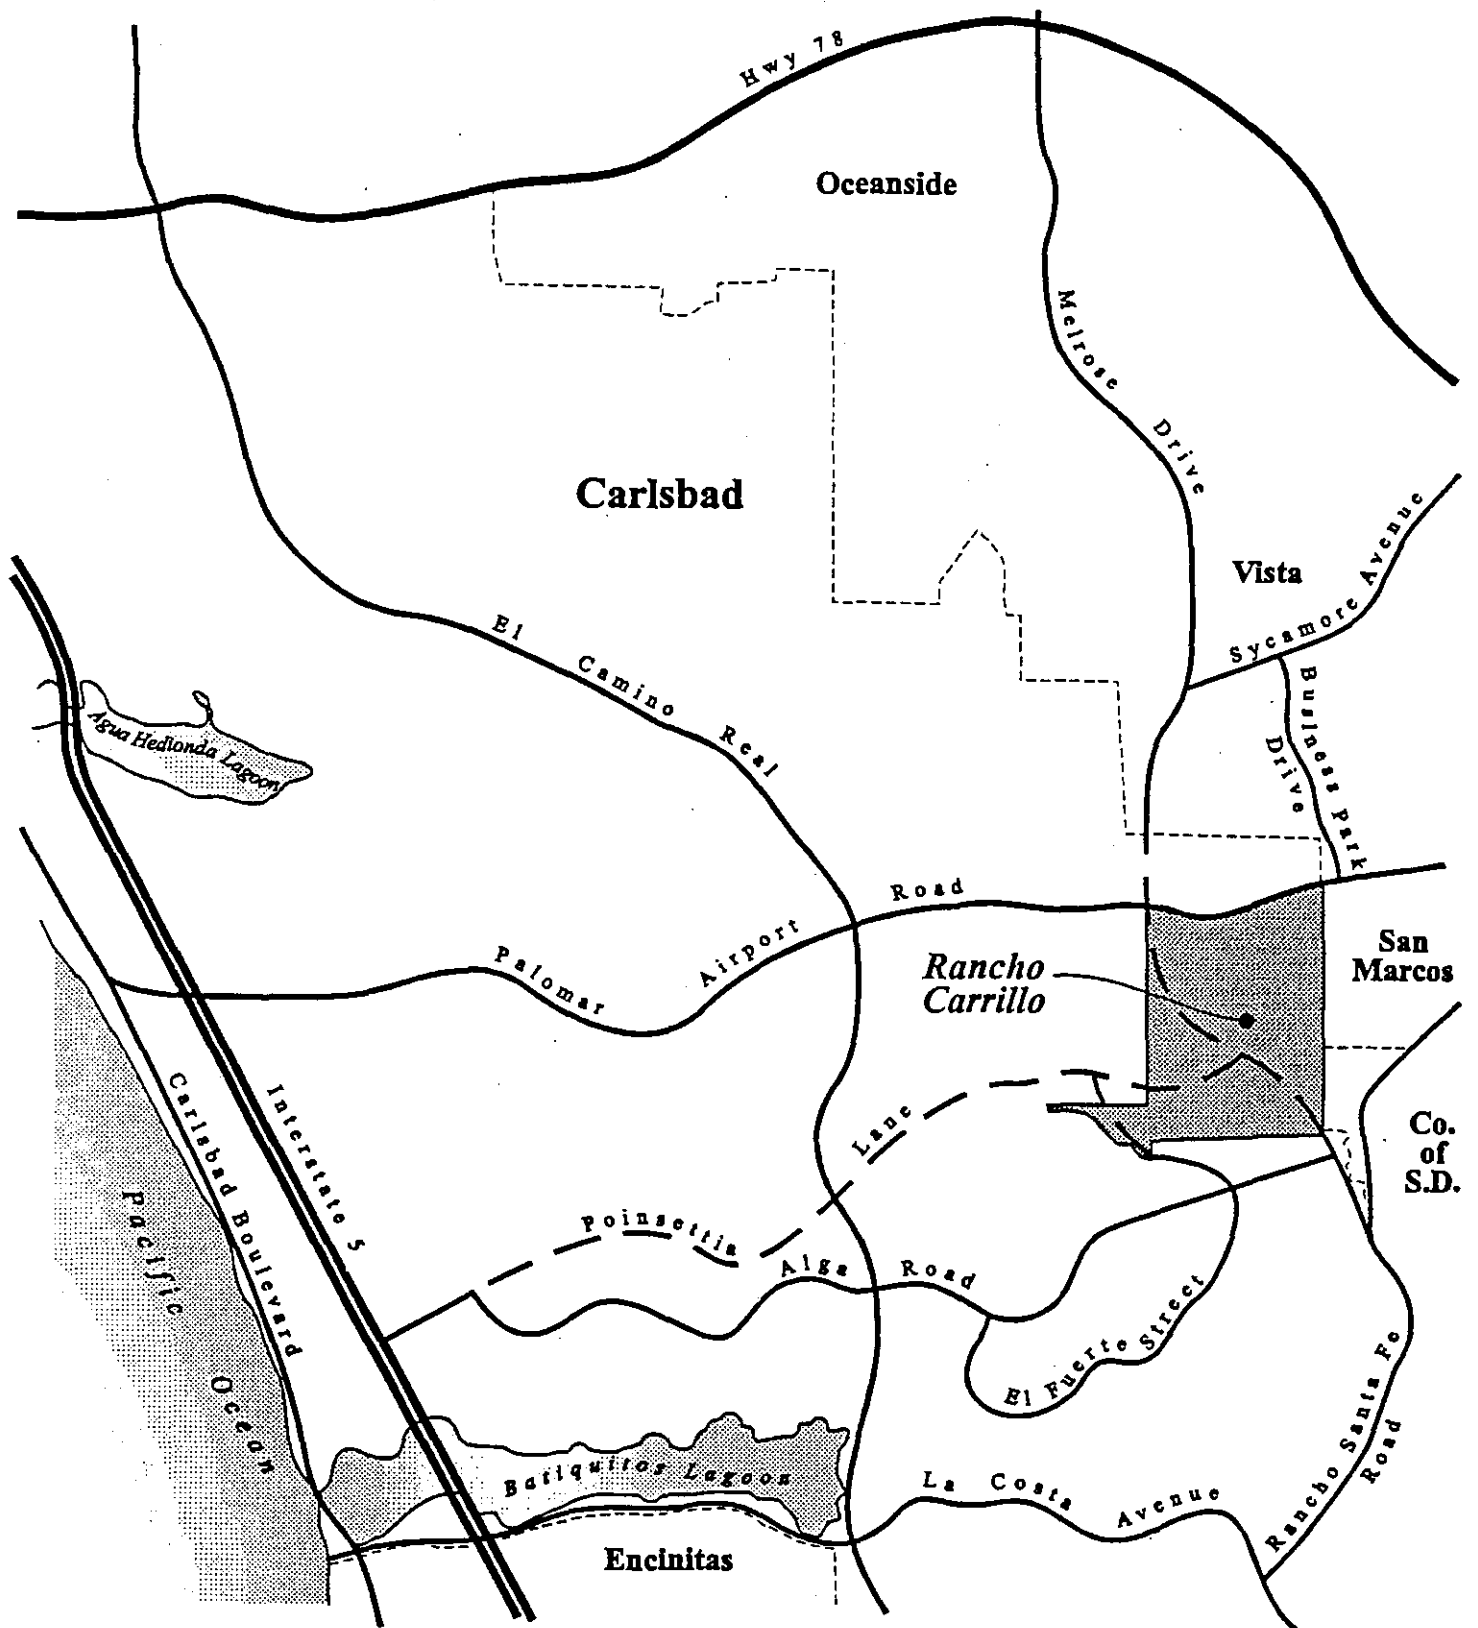 Hwy 78
Oceanside
Melrose Drive
Carlsbad
Vista
Sycamore Avenue
El Camino Real
Business Park
Drive
Agua Hedionda Lagoon
Palomar Airport Road
Rancho
Carrillo
San
Marcos
Co.
of
S.D.
Carlsbad Boulevard
Interstate 5
Pacific Ocean
Poinsettia Lane
Alga Road
El Fuerte Street
Rancho Santa Fe
Road
Batiquitos Lagoon
La Costa Avenue
Encinitas